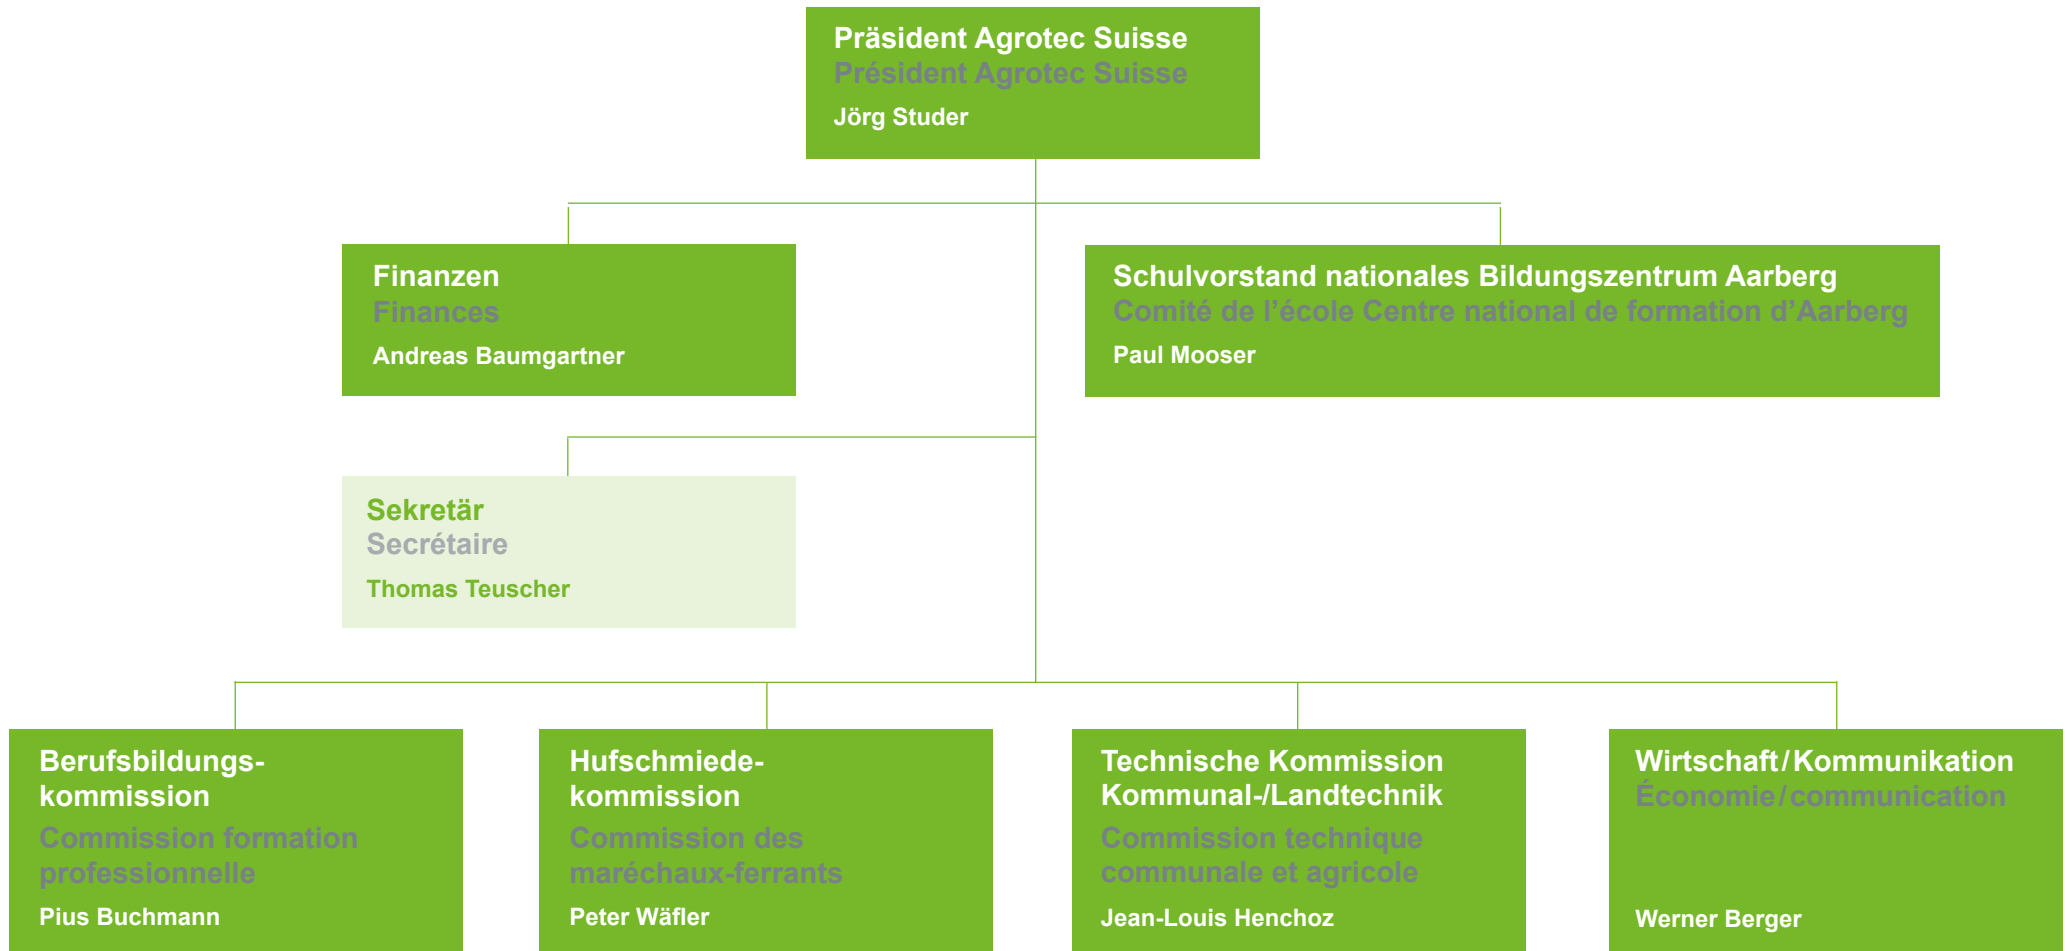 Präsident Agrotec Suisse
Président Agrotec Suisse
Jörg Studer
Finanzen
Finances
Andreas Baumgartner
Schulvorstand nationales Bildungszentrum Aarberg
Comité de l’école Centre national de formation d’Aarberg
Paul Mooser
Sekretär
Secrétaire
Thomas Teuscher
Berufsbildungs-
kommission
Commission formation
professionnelle
Pius Buchmann
Hufschmiede-
kommission
Commission des
maréchaux-ferrants
Peter Wäfler
Technische Kommission
Kommunal-/Landtechnik
Commission technique
communale et agricole
Jean-Louis Henchoz
Wirtschaft/Kommunikation
Économie/communication
Werner Berger